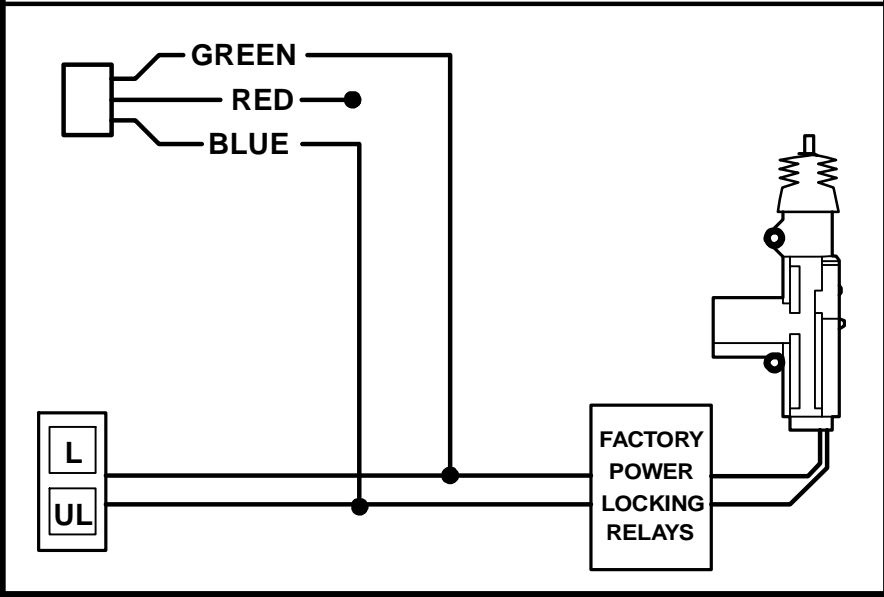 GREEN
RED
BLUE
L
UL
FACTORY
POWER
LOCKING
RELAYS